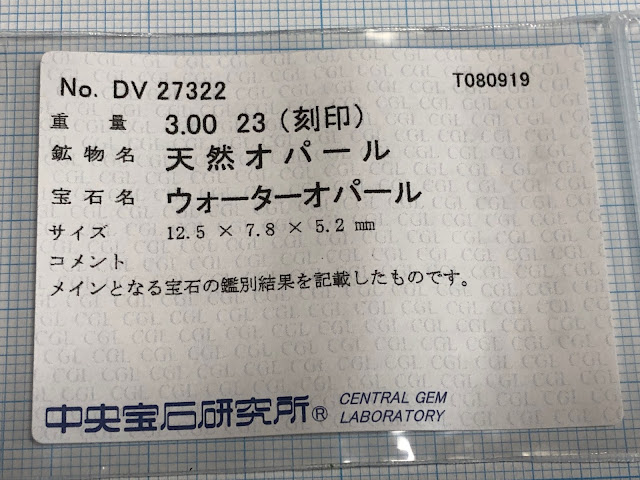 No. DV 27322 T080919
重量 3.00 23（刻印）
鉱物名 天然オパール
宝石名 ウォーターオパール
サイズ 12.5 × 7.8 × 5.2 mm
コメント
メインとなる宝石の鑑別結果を記載したものです。
中央宝石研究所® CENTRAL GEM LABORATORY